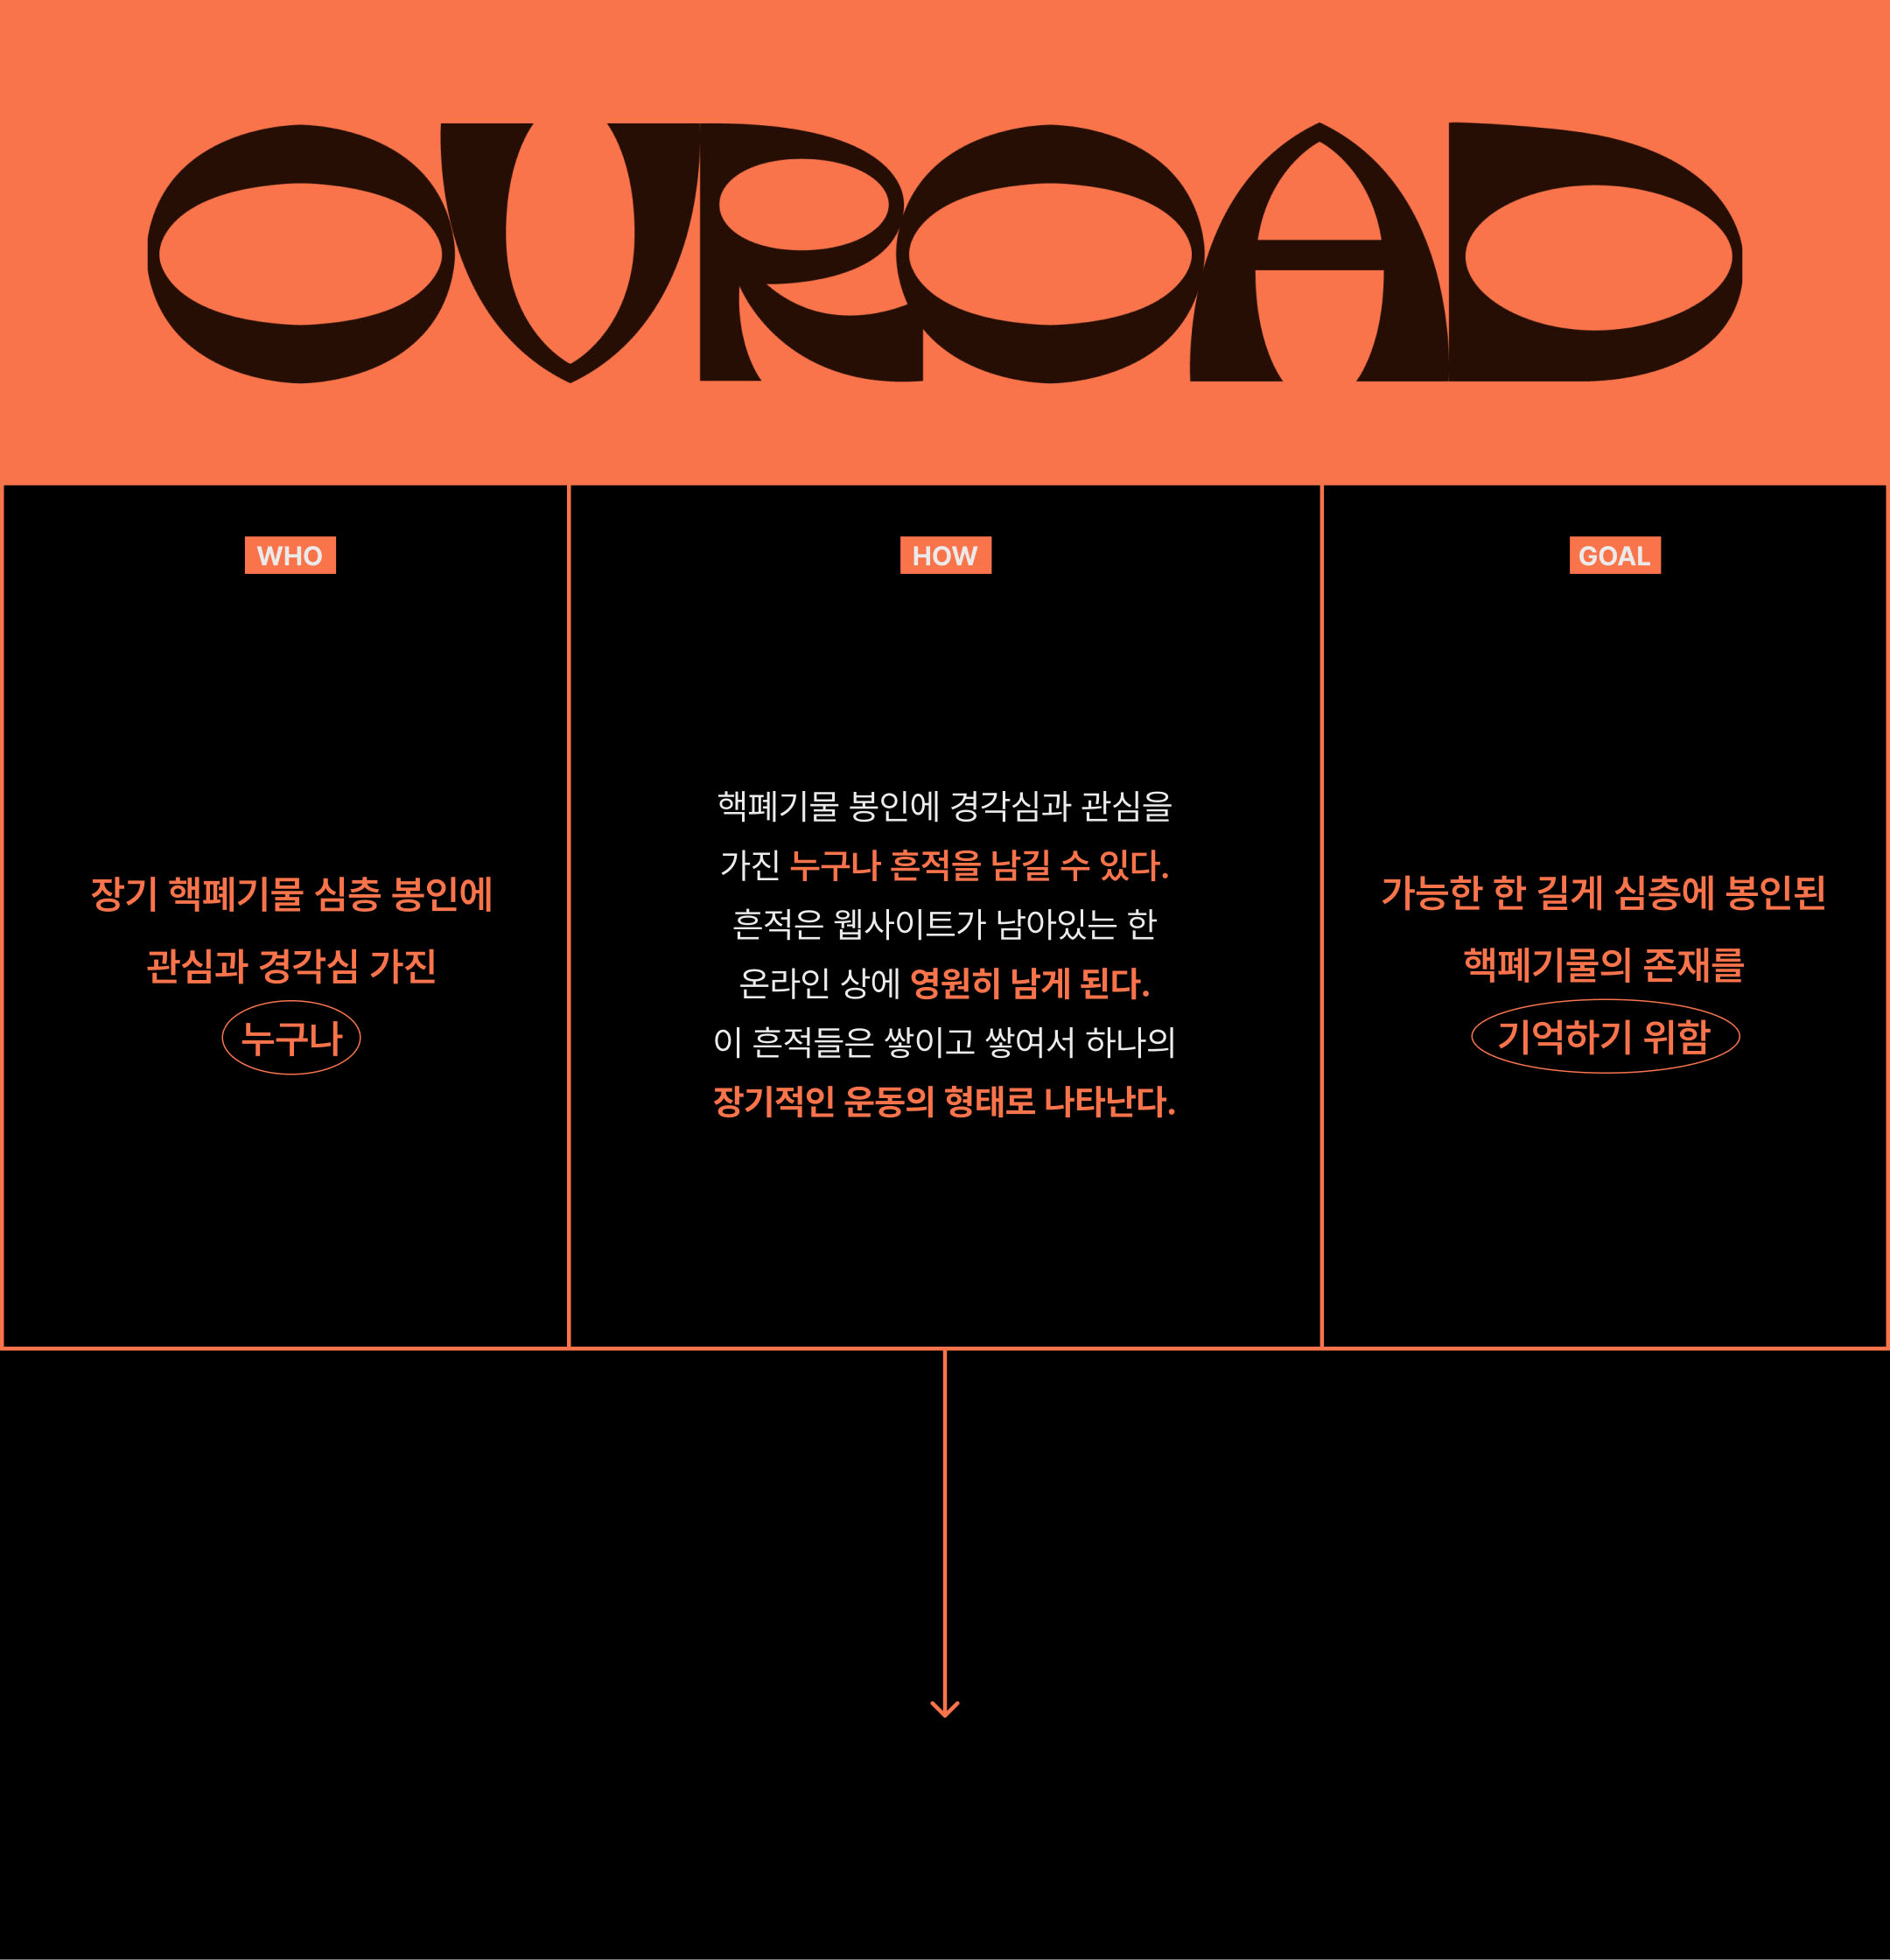 OUROAD
WHO
장기 핵폐기물 심층 봉인에
관심과 경각심 가진
누구나
HOW
핵폐기물 봉인에 경각심과 관심을
가진 누구나 흔적을 남길 수 있다.
흔적은 웹사이트가 남아있는 한
온라인 상에 영원히 남게 된다.
이 흔적들은 쌓이고 쌓여서 하나의
장기적인 운동의 형태로 나타난다.
GOAL
가능한 한 길게 심층에 봉인된
핵폐기물의 존재를
기억하기 위함